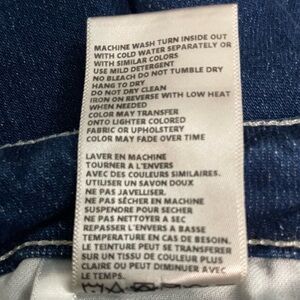 MACHINE WASH TURN INSIDE OUT
WITH COLD WATER SEPARATELY OR
WITH SIMILAR COLORS
USE MILD DETERGENT
NO BLEACH DO NOT TUMBLE DRY
HANG TO DRY
DO NOT DRY CLEAN
IRON ON REVERSE WITH LOW HEAT
WHEN NEEDED
COLOR MAY TRANSFER
ONTO LIGHTER COLORED
FABRIC OR UPHOLSTERY
COLOR MAY FADE OVER TIME
LAVER EN MACHINE
TOURNER A L'ENVERS
AVEC DES COULEURS SIMILAIRES.
UTILISER UN SAVON DOUX
NE PAS JAVELISER
NE PAS SÉCHER EN MACHINE
SUSPENDRE POUR SECHER
NE PAS NETTOYER A SEC
REPASSER L'ENVERS A BASSE
TEMPERATURE EN CAS DE BESOIN.
LE TEINTURE PEUT SE TRANSFERER
SUR UN TISSU DE COULEUR PLUS
CLAIRE OU PEUT DIMINUER AVEC
LE TEMPS.